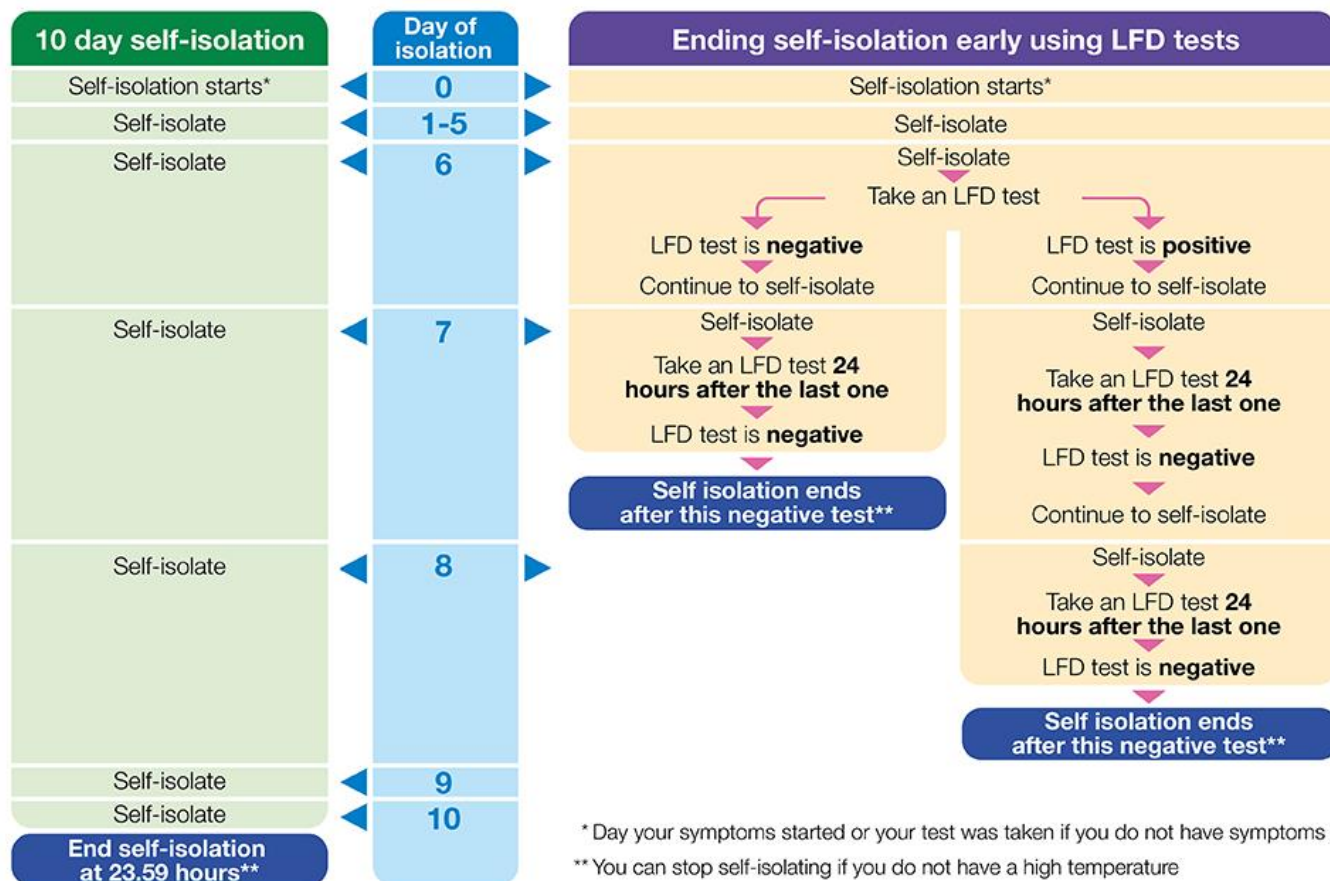 10 day self-isolation
Day of
isolation
Ending self-isolation early using LFD tests
Self-isolation starts*
0
Self-isolation starts*
Self-isolate
1-5
Self-isolate
Self-isolate
6
Self-isolate
Take an LFD test
LFD test is negative
Continue to self-isolate
LFD test is positive
Continue to self-isolate
Self-isolate
7
Self-isolate
Take an LFD test 24
hours after the last one
LFD test is negative
Self isolation ends
after this negative test**
Self-isolate
Take an LFD test 24
hours after the last one
LFD test is negative
Continue to self-isolate
Self-isolate
8
Self-isolate
Take an LFD test 24
hours after the last one
LFD test is negative
Self isolation ends
after this negative test**
Self-isolate
9
Self-isolate
10
End self-isolation
at 23.59 hours**
* Day your symptoms started or your test was taken if you do not have symptoms
** You can stop self-isolating if you do not have a high temperature